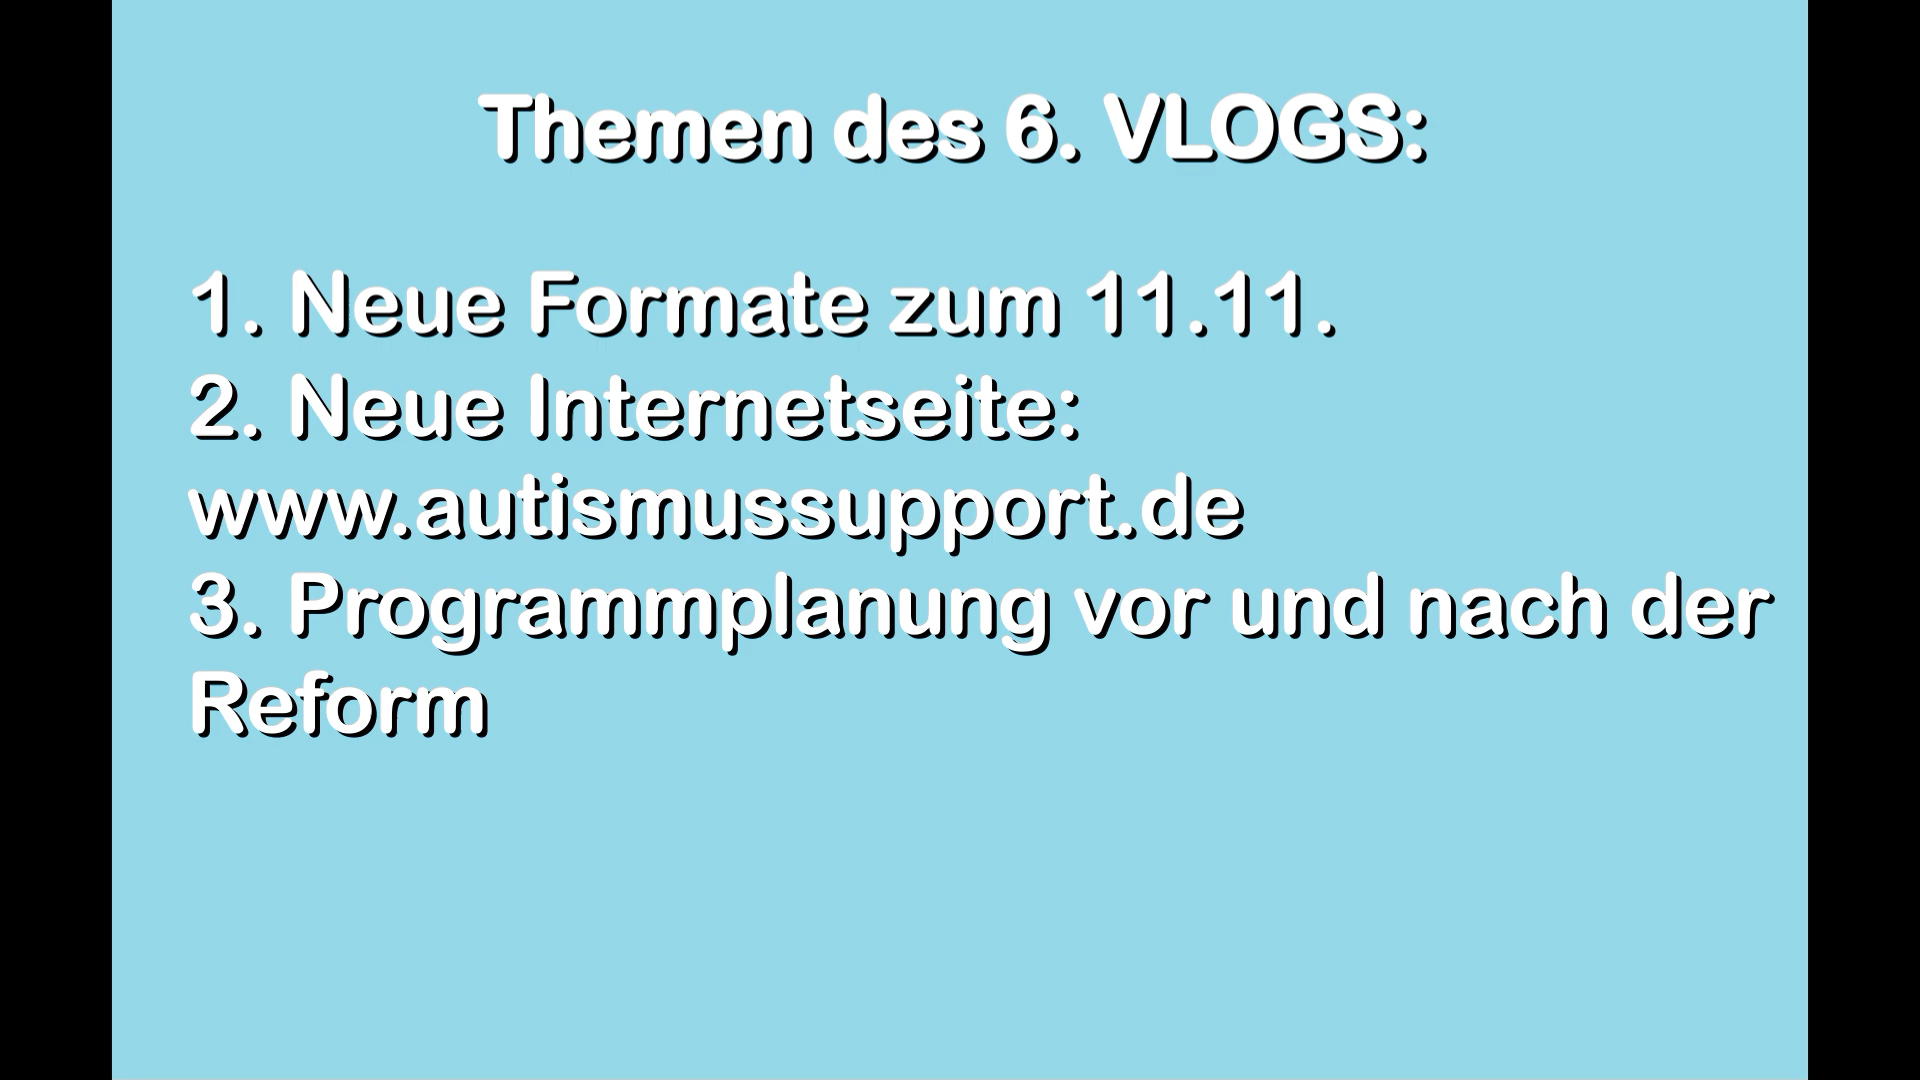 Themen des 6. VLOGS:
1. Neue Formate zum 11.11.
2. Neue Internetseite:
www.autismussupport.de
3. Programmplanung vor und nach der
Reform